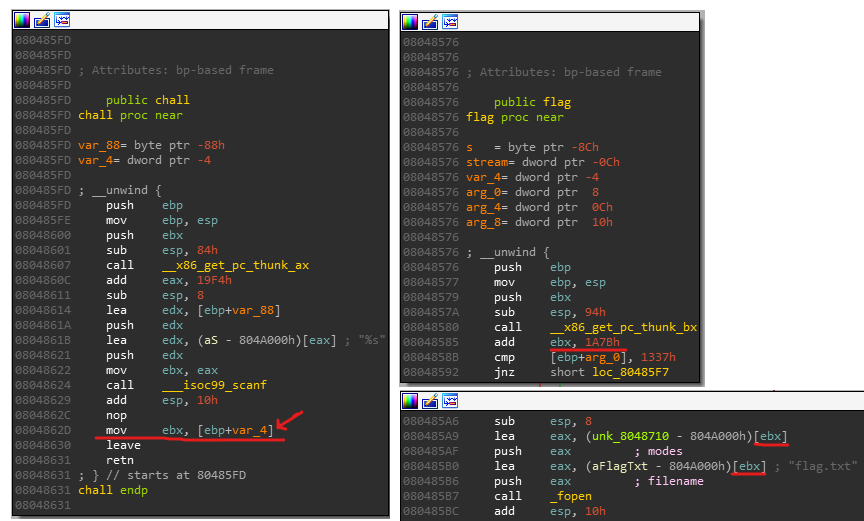 080485FD
080485FD
080485FD ; Attributes: bp-based frame
080485FD
080485FD public chall
080485FD chall proc near
080485FD
080485FD var_88= byte ptr -88h
080485FD var_4= dword ptr -4
080485FD
080485FD ; __unwind {
080485FD push ebp
080485FE mov ebp, esp
08048600 push ebx
08048601 sub esp, 84h
08048607 call __x86_get_pc_thunk_ax
0804860C add eax, 19F4h
08048611 sub esp, 8
08048614 lea edx, [ebp+var_88]
0804861A push edx
0804861B lea edx, (aS - 804A000h)[eax] ; "%s"
08048621 push edx
08048622 mov ebx, eax
08048624 call ___isoc99_scanf
08048629 add esp, 10h
0804862C nop
0804862D mov ebx, [ebp+var_4]
08048630 leave
08048631 retn
08048631 ; } // starts at 80485FD
08048631 chall endp
08048631
08048576
08048576
08048576 ; Attributes: bp-based frame
08048576
08048576 public flag
08048576 flag proc near
08048576
08048576 s = byte ptr -8Ch
08048576 stream= dword ptr -0Ch
08048576 var_4= dword ptr -4
08048576 arg_0= dword ptr 8
08048576 arg_4= dword ptr 0Ch
08048576 arg_8= dword ptr 10h
08048576
08048576 ; __unwind {
08048576 push ebp
08048577 mov ebp, esp
08048579 push ebx
0804857A sub esp, 94h
08048580 call __x86_get_pc_thunk_bx
08048585 add ebx, 1A7Bh
0804858B cmp [ebp+arg_0], 1337h
08048592 jnz short loc_80485F7
080485A6 sub esp, 8
080485A9 lea eax, (unk_8048710 - 804A000h)[ebx]
080485AF push eax ; modes
080485B0 lea eax, (aFlagTxt - 804A000h)[ebx] ; "flag.txt"
080485B6 push eax ; filename
080485B7 call _fopen
080485BC add esp, 10h